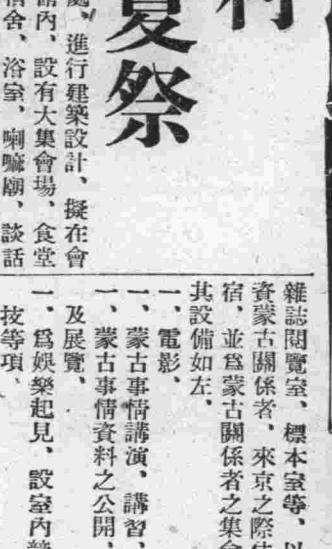 村
夏祭
處、進行建築設計、擬在會
館內、設有大集會場、食堂
宿舍、浴室、喇嘛廟、談話
雜誌閱覽室、標本室等、以
資蒙古關係者、來京之際
宿、並爲蒙古關係者之集會
其設備如左、
一、電影、
一、蒙古事情講演、講習、
一、蒙古事情資料之公開、
及展覽、
一、爲娛樂起見、設室內
技等項、